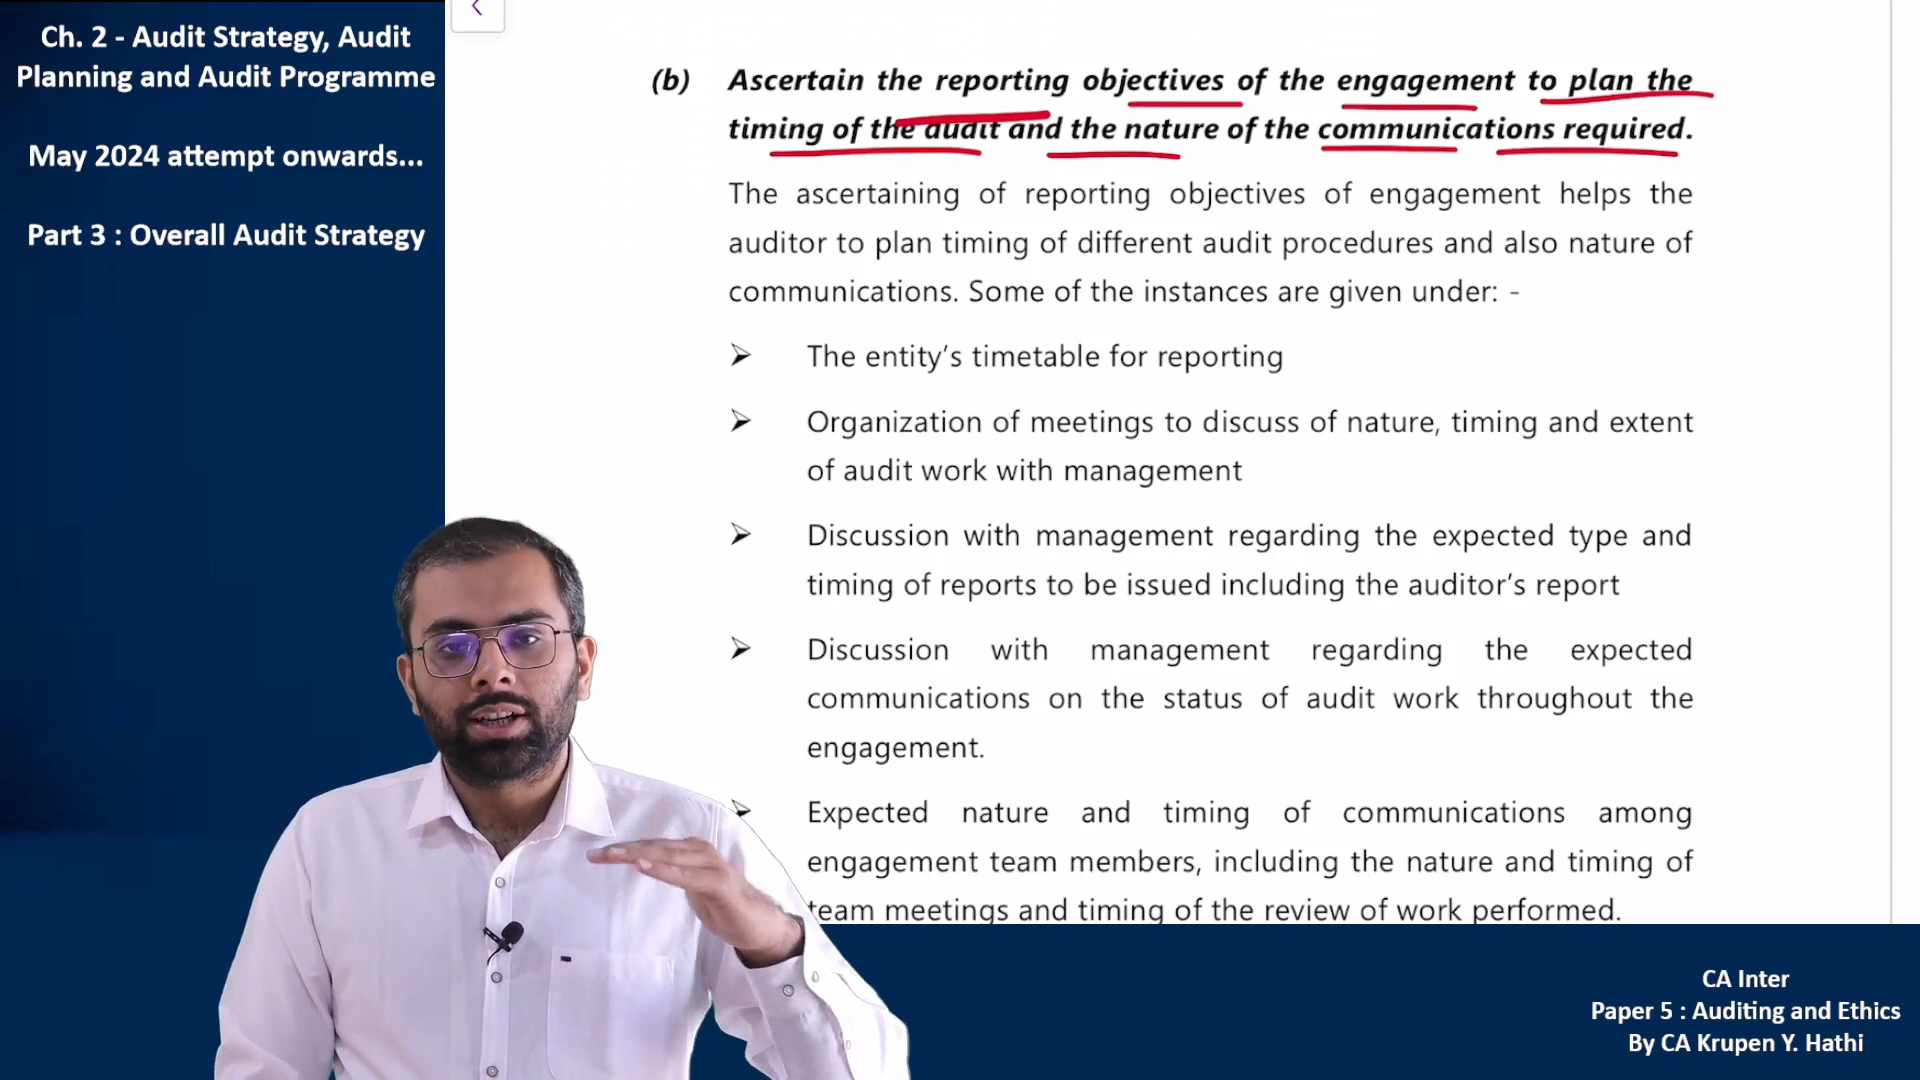 Ch. 2 - Audit Strategy, Audit
Planning and Audit Programme
May 2024 attempt onwards...
Part 3 : Overall Audit Strategy
(b) Ascertain the reporting objectives of the engagement to plan the
timing of the audit and the nature of the communications required.
The ascertaining of reporting objectives of engagement helps the
auditor to plan timing of different audit procedures and also nature of
communications. Some of the instances are given under: -
➢ The entity’s timetable for reporting
➢ Organization of meetings to discuss of nature, timing and extent
of audit work with management
➢ Discussion with management regarding the expected type and
timing of reports to be issued including the auditor’s report
➢ Discussion with management regarding the expected
communications on the status of audit work throughout the
engagement.
➢ Expected nature and timing of communications among
engagement team members, including the nature and timing of
team meetings and timing of the review of work performed.
CA Inter
Paper 5 : Auditing and Ethics
By CA Krupen Y. Hathi